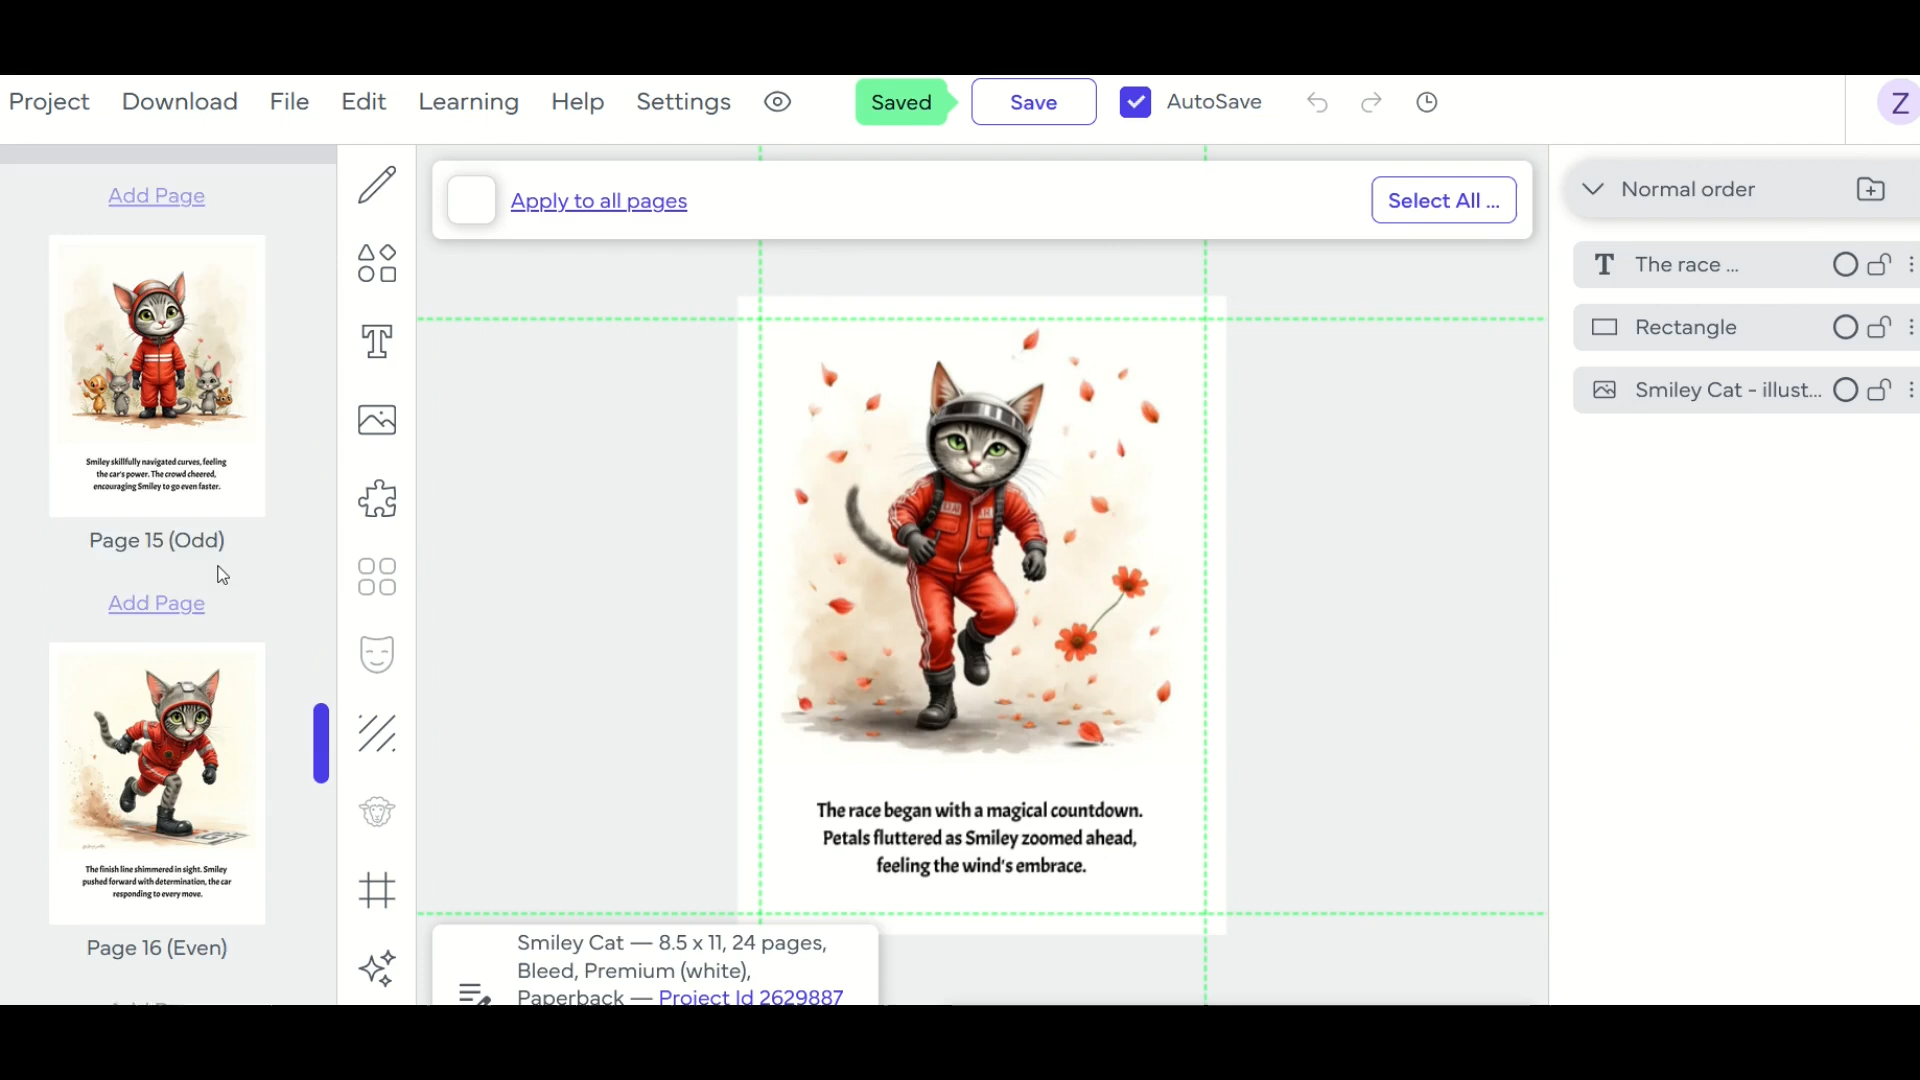 Project Download File Edit Learning Help Settings Saved Save AutoSave Z
Add Page
Smiley skillfully navigated curves, feeling
the car's power. The crowd cheered,
encouraging Smiley to go even faster.
Page 15 (Odd)
Add Page
The finish line shimmered in sight. Smiley
pushed forward with determination, the car
responding to every move.
Page 16 (Even)
Apply to all pages
Select All ...
The race began with a magical countdown.
Petals fluttered as Smiley zoomed ahead,
feeling the wind's embrace.
Smiley Cat — 8.5 x 11, 24 pages,
Bleed, Premium (white),
Paperback — Project Id 2629887
Normal order
The race ...
Rectangle
Smiley Cat - illust...